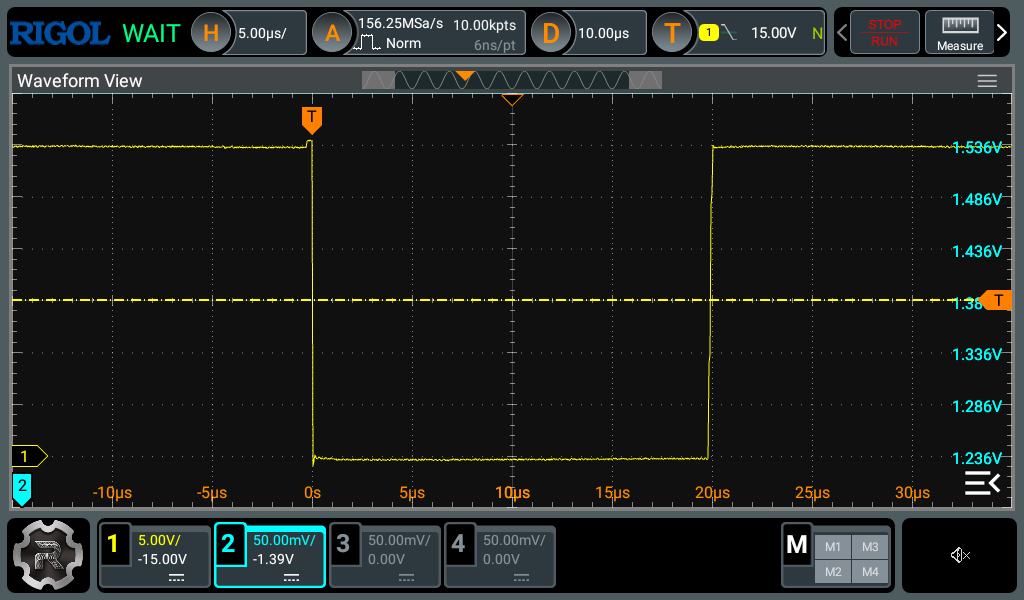 RIGOL WAIT H 5.00µs/ A 156.25MSa/s 10.00kpts D 10.00µs T 1 15.00V N STOP
Norm 6ns/pt RUN Measure
Waveform View
T
1.536V
1.486V
1.436V
1.38 T
1.336V
1.286V
1 1.236V
2 -10µs -5µs 0s 5µs 10µs 15µs 20µs 30µs
1 5.00V/ 2 50.00mV/ 3 50.00mV/ 4 50.00mV/ M M1 M3
-15.00V -1.39V 0.00V 0.00V M2 M4
R